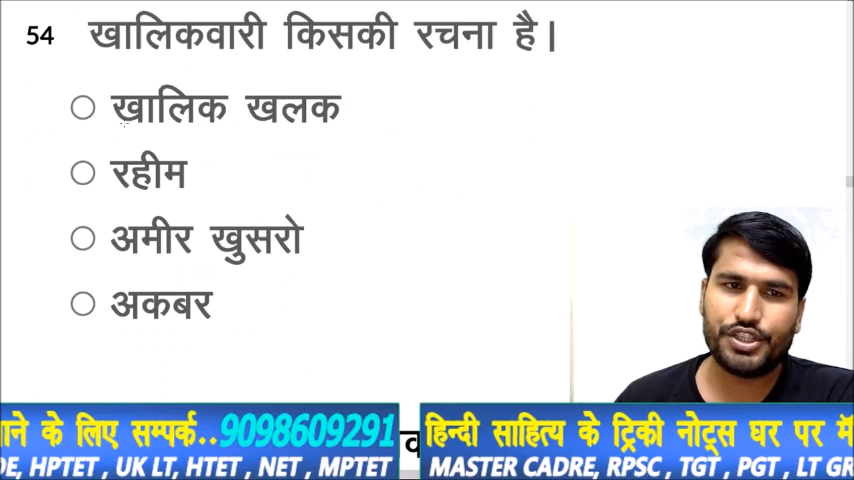 54 खालिकवारी किसकी रचना है।
खालिक खलक
रहीम
अमीर खुसरो
अकबर
ाने के लिए सम्पर्क..9098609291
हिन्दी साहित्य के ट्रिकी नोट्स घर पर
DE, HPTET , UK LT, HTET , NET , MPTET
MASTER CADRE, RPSC , TGT , PGT , LT GR